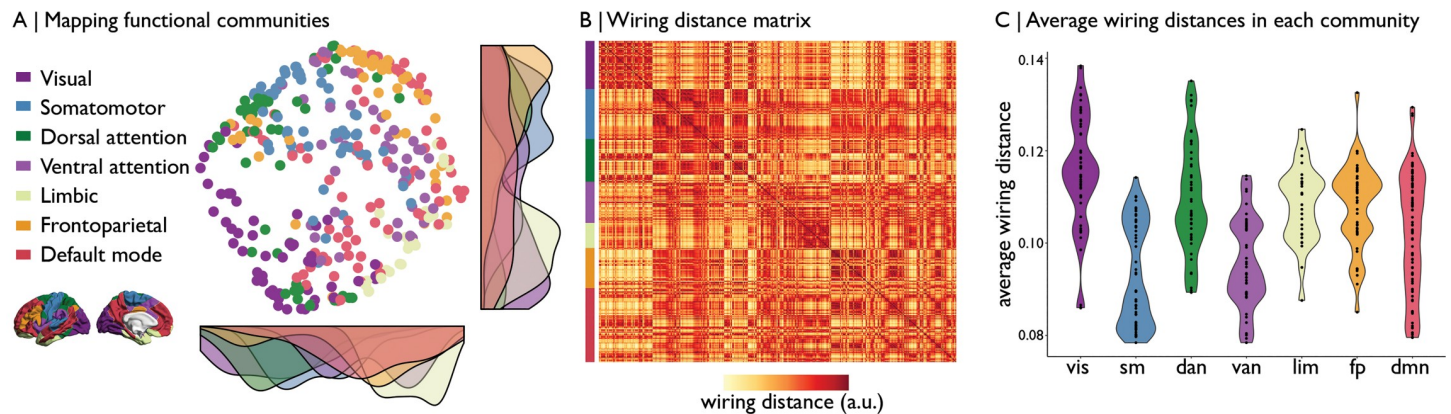 A | Mapping functional communities
Visual
Somatomotor
Dorsal attention
Ventral attention
Limbic
Frontoparietal
Default mode
B | Wiring distance matrix
wiring distance (a.u.)
C | Average wiring distances in each community
average wiring distance
0.14
0.12
0.10
0.08
vis sm dan van lim fp dmn